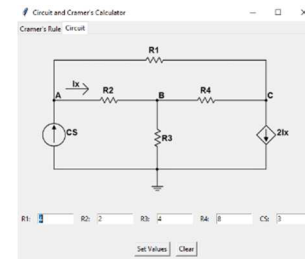 Circuit and Cramer's Calculator
Cramer's Rule Circuit
R1
Ix
A R2 B R4 C
CS R3 2Ix
R1: 4 R2: 2 R3: 4 R4: 8 CS: 3
Set Values Clear